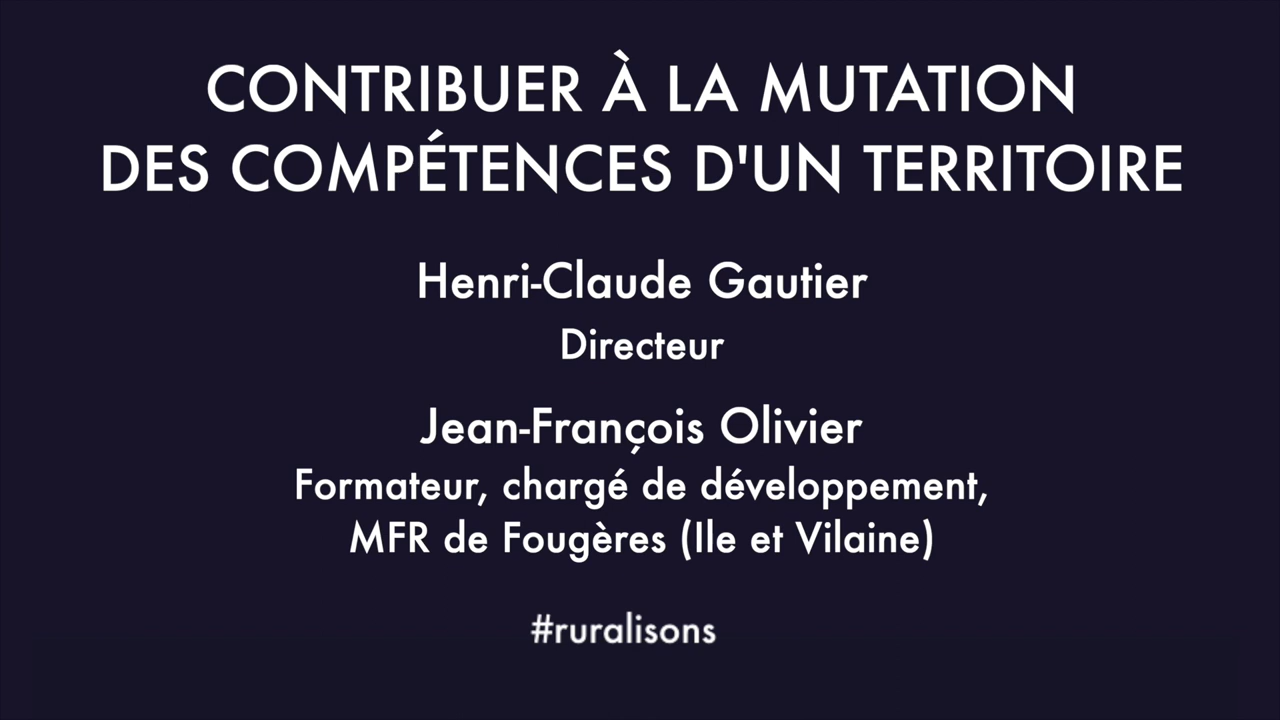 CONTRIBUER À LA MUTATION
DES COMPÉTENCES D'UN TERRITOIRE
Henri-Claude Gautier
Directeur
Jean-François Olivier
Formateur, chargé de développement,
MFR de Fougères (Ile et Vilaine)
#ruralisons